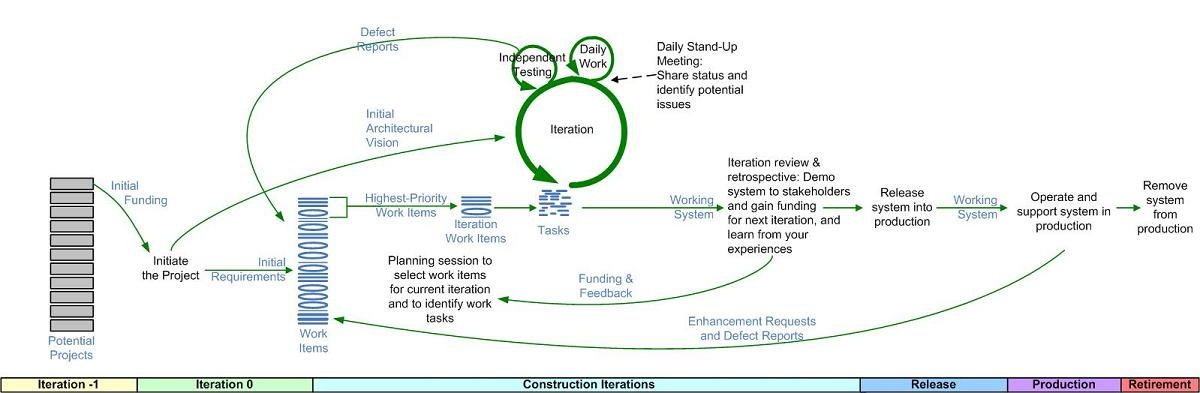 Defect
Reports
Independent
Testing
Daily
Work
Daily Stand-Up
Meeting:
Share status and
identify potential
issues
Initial
Architectural
Vision
Iteration
Initial
Funding
Highest-Priority
Work Items
Iteration
Work Items
Tasks
Working
System
Iteration review &
retrospective: Demo
system to stakeholders
and gain funding
for next iteration, and
learn from your
experiences
Release
system into
production
Working
System
Operate and
support system in
production
Remove
system
from
production
Initiate
the Project
Initial
Requirements
Planning session to
select work items
for current iteration
and to identify work
tasks
Funding &
Feedback
Enhancement Requests
and Defect Reports
Potential
Projects
Work
Items
Iteration -1
Iteration 0
Construction Iterations
Release
Production
Retirement